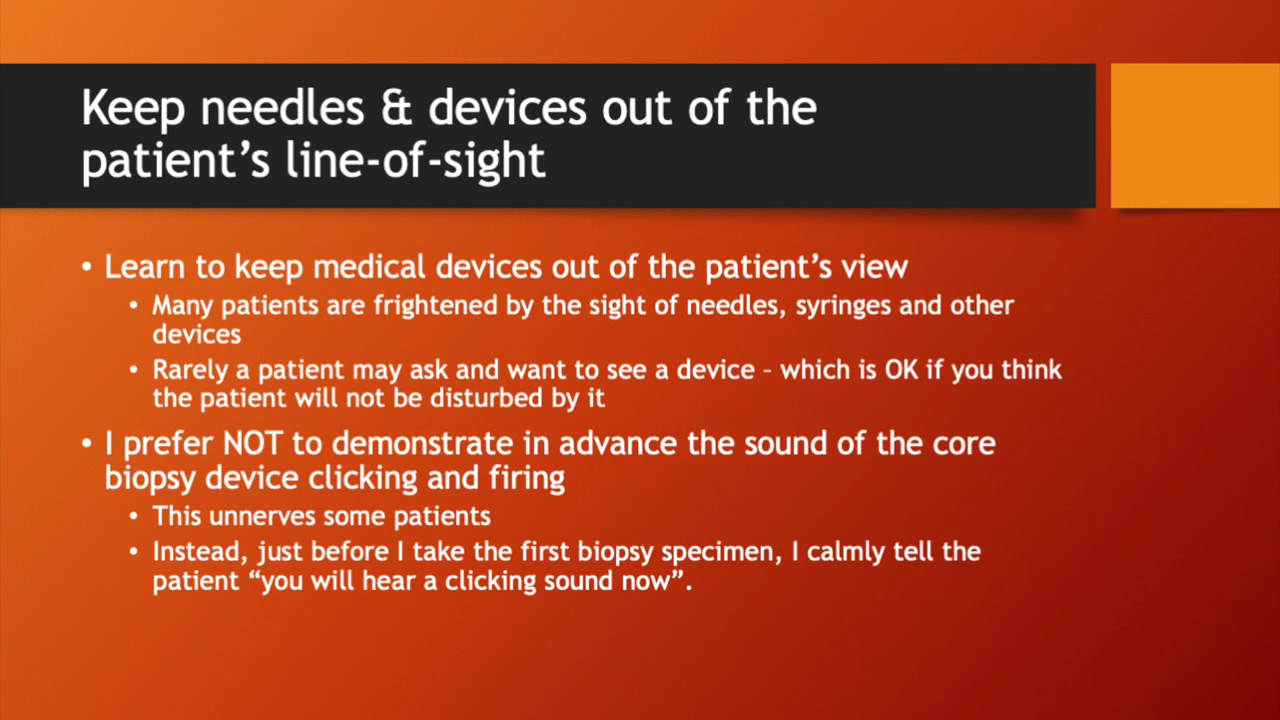 Keep needles & devices out of the
patient’s line-of-sight
• Learn to keep medical devices out of the patient’s view
• Many patients are frightened by the sight of needles, syringes and other
devices
• Rarely a patient may ask and want to see a device – which is OK if you think
the patient will not be disturbed by it
• I prefer NOT to demonstrate in advance the sound of the core
biopsy device clicking and firing
• This unnerves some patients
• Instead, just before I take the first biopsy specimen, I calmly tell the
patient “you will hear a clicking sound now”.